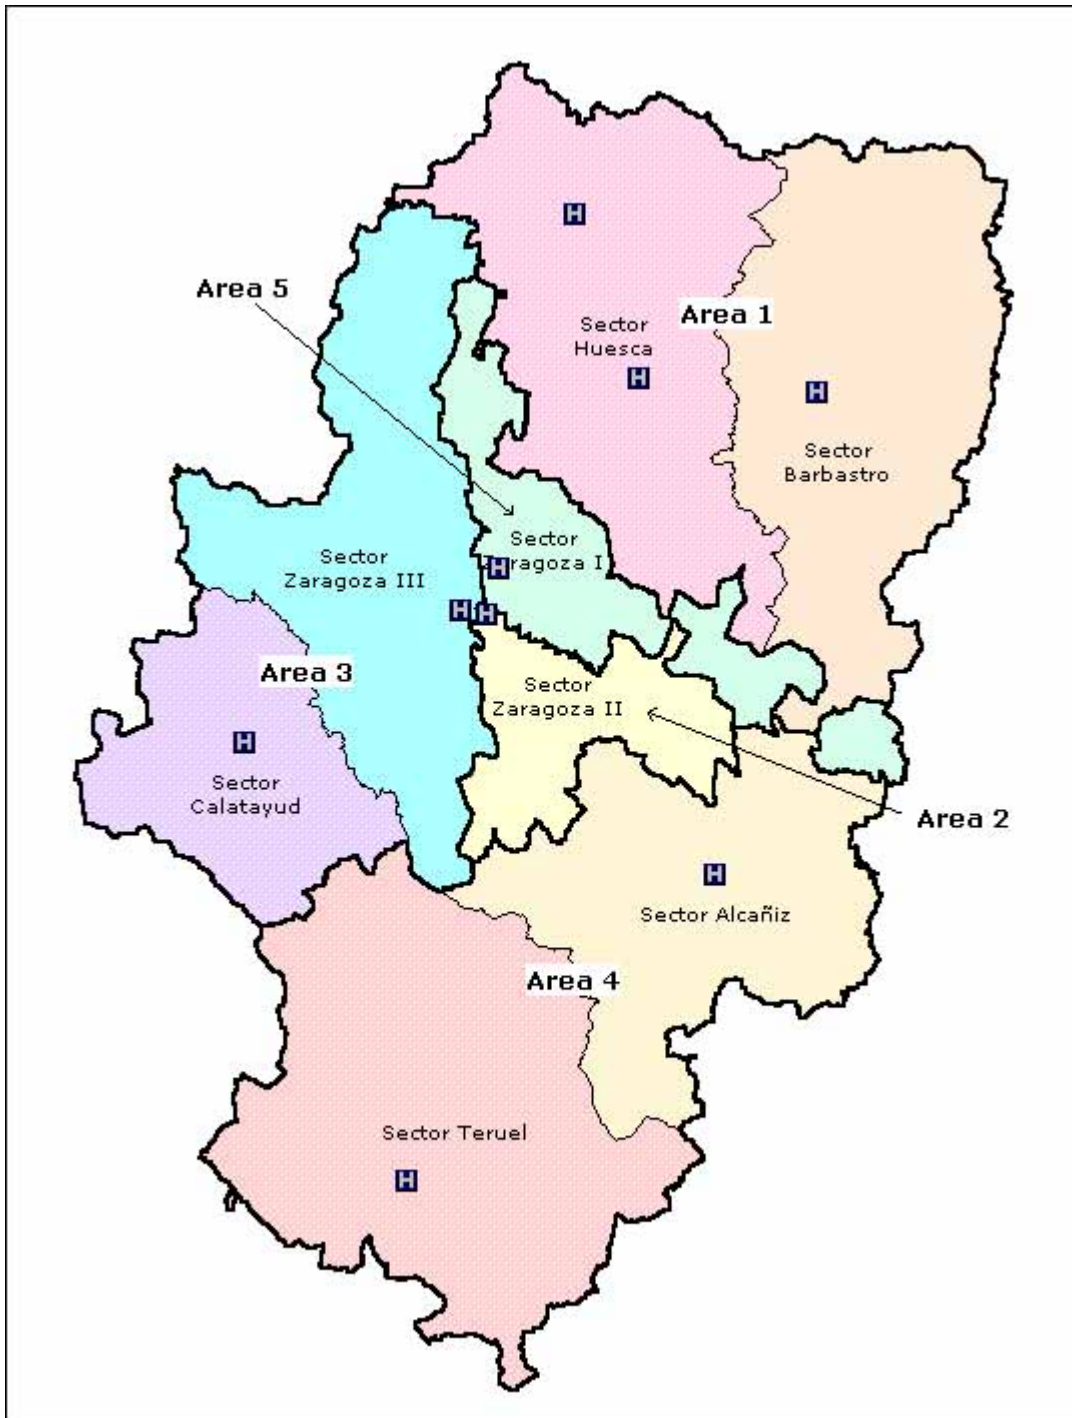 H
Area 5
Area 1
Sector
Huesca
H
H
Sector
Barbastro
Sector
Zaragoza I
H
Sector
Zaragoza III
H
H
Area 3
Sector
Zaragoza II
H
Sector
Calatayud
Area 2
H
Sector Alcañiz
Area 4
Sector Teruel
H